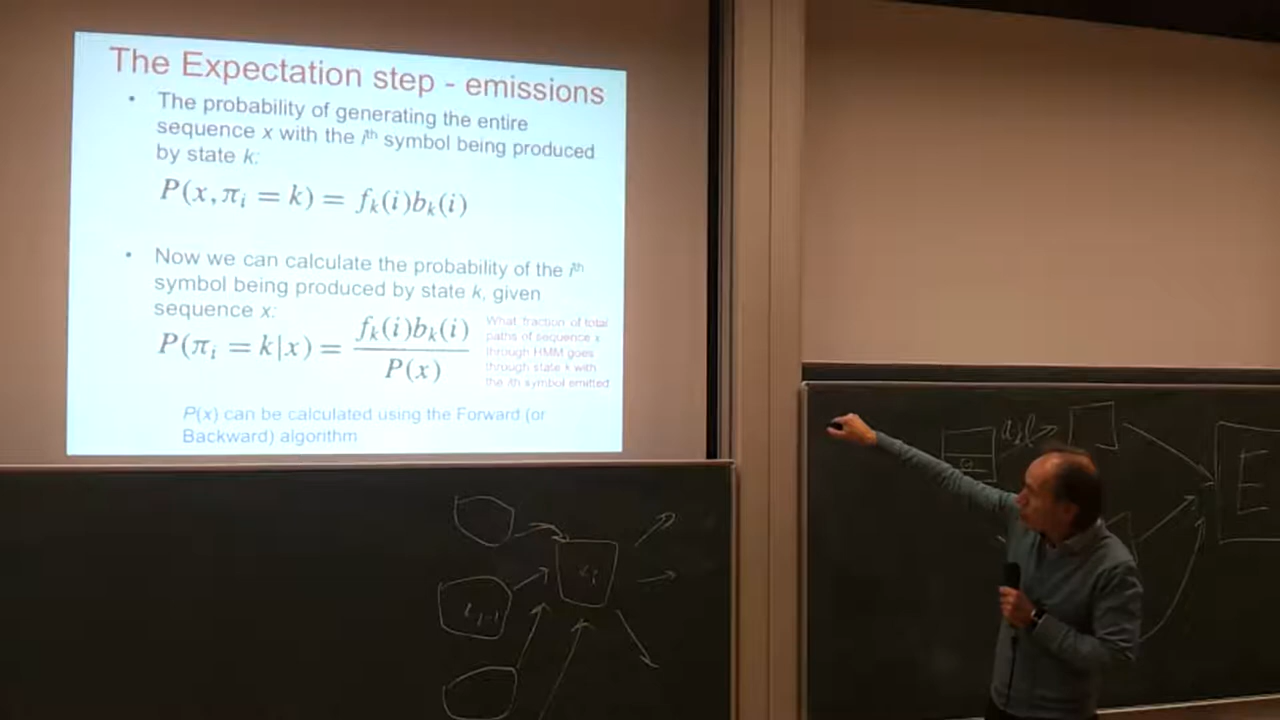 The Expectation step - emissions
• The probability of generating the entire
sequence x with the ith symbol being produced
by state k:
P(x, πᵢ = k) = fₖ(i)bₖ(i)
• Now we can calculate the probability of the ith
symbol being produced by state k, given
sequence x:
P(πᵢ = k|x) = fₖ(i)bₖ(i) / P(x)
What fraction of total
paths of sequence x
through HMM goes
through state k with
the ith symbol emitted
P(x) can be calculated using the Forward (or
Backward) algorithm
E